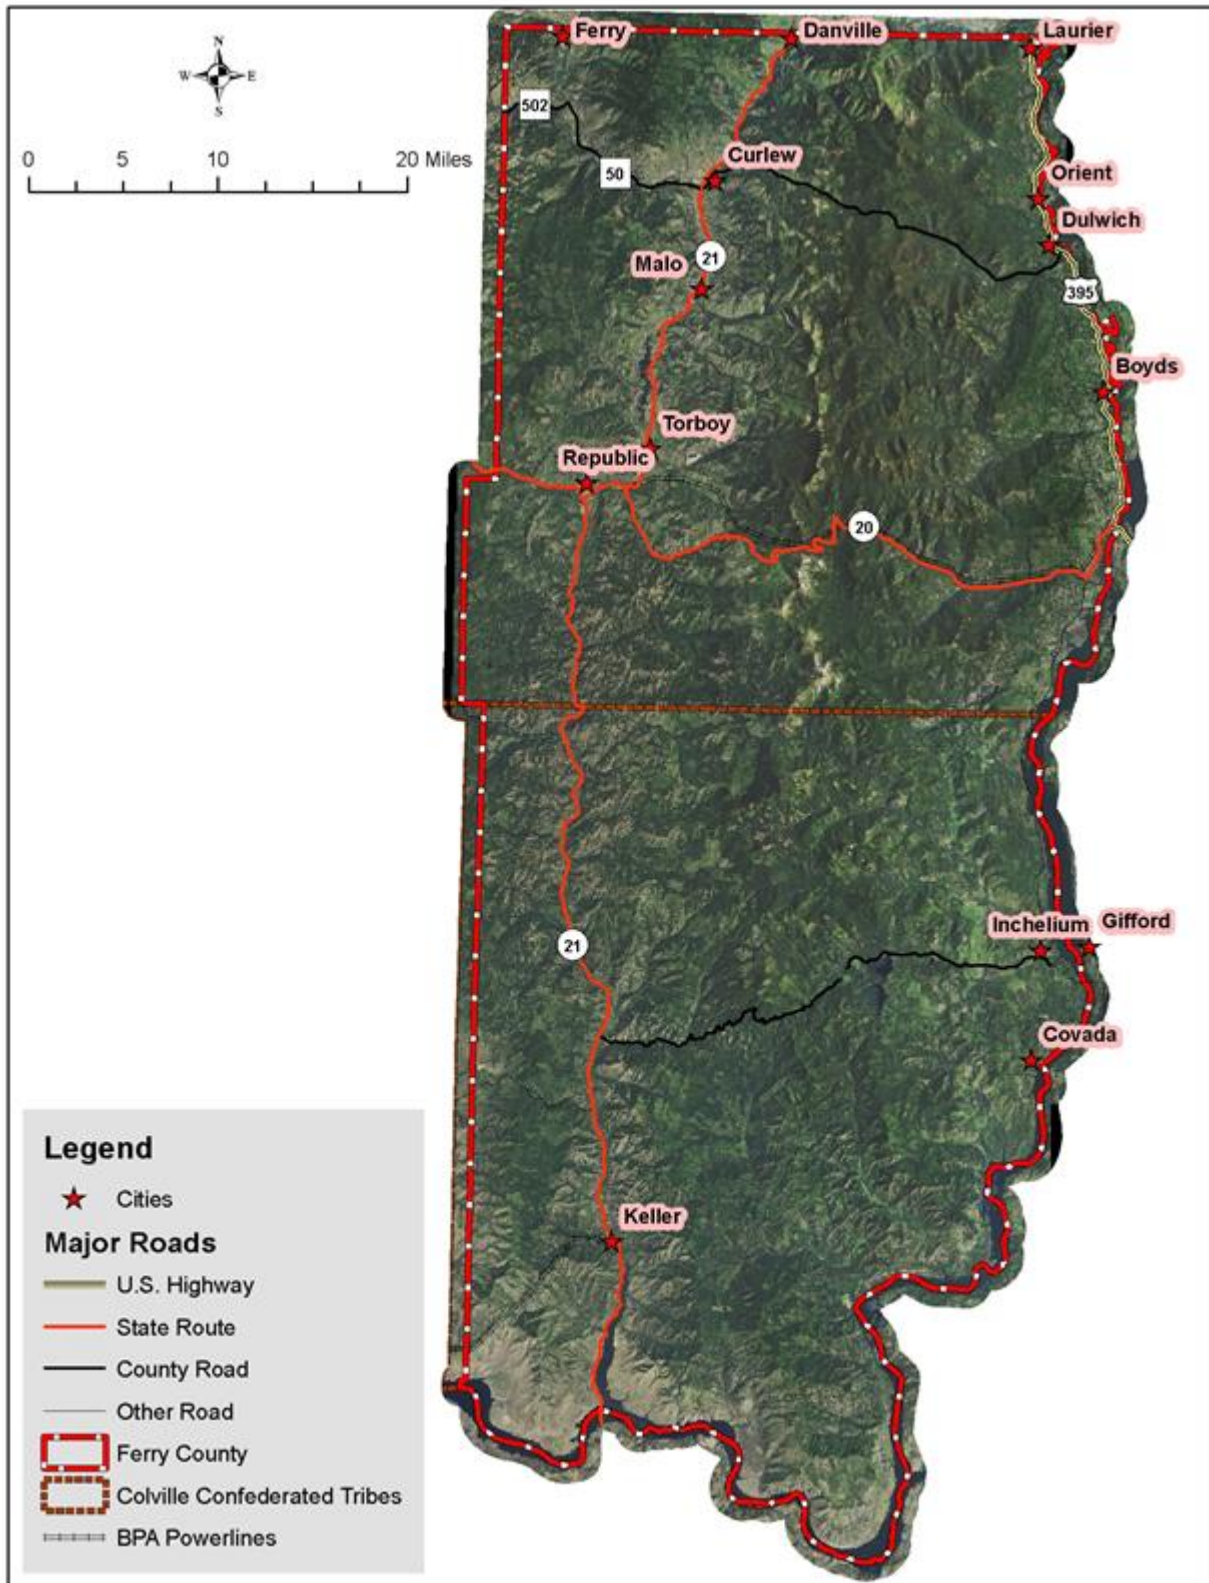 Ferry
Danville
Laurier
N
W E
S
502
0 5 10 20 Miles
Curlew
50
Orient
Dulwich
21
Malo
395
Boyds
Torboy
Republic
20
Inchelium
Gifford
21
Covada
Legend
Cities
Keller
Major Roads
U.S. Highway
State Route
County Road
Other Road
Ferry County
Colville Confederated Tribes
BPA Powerlines